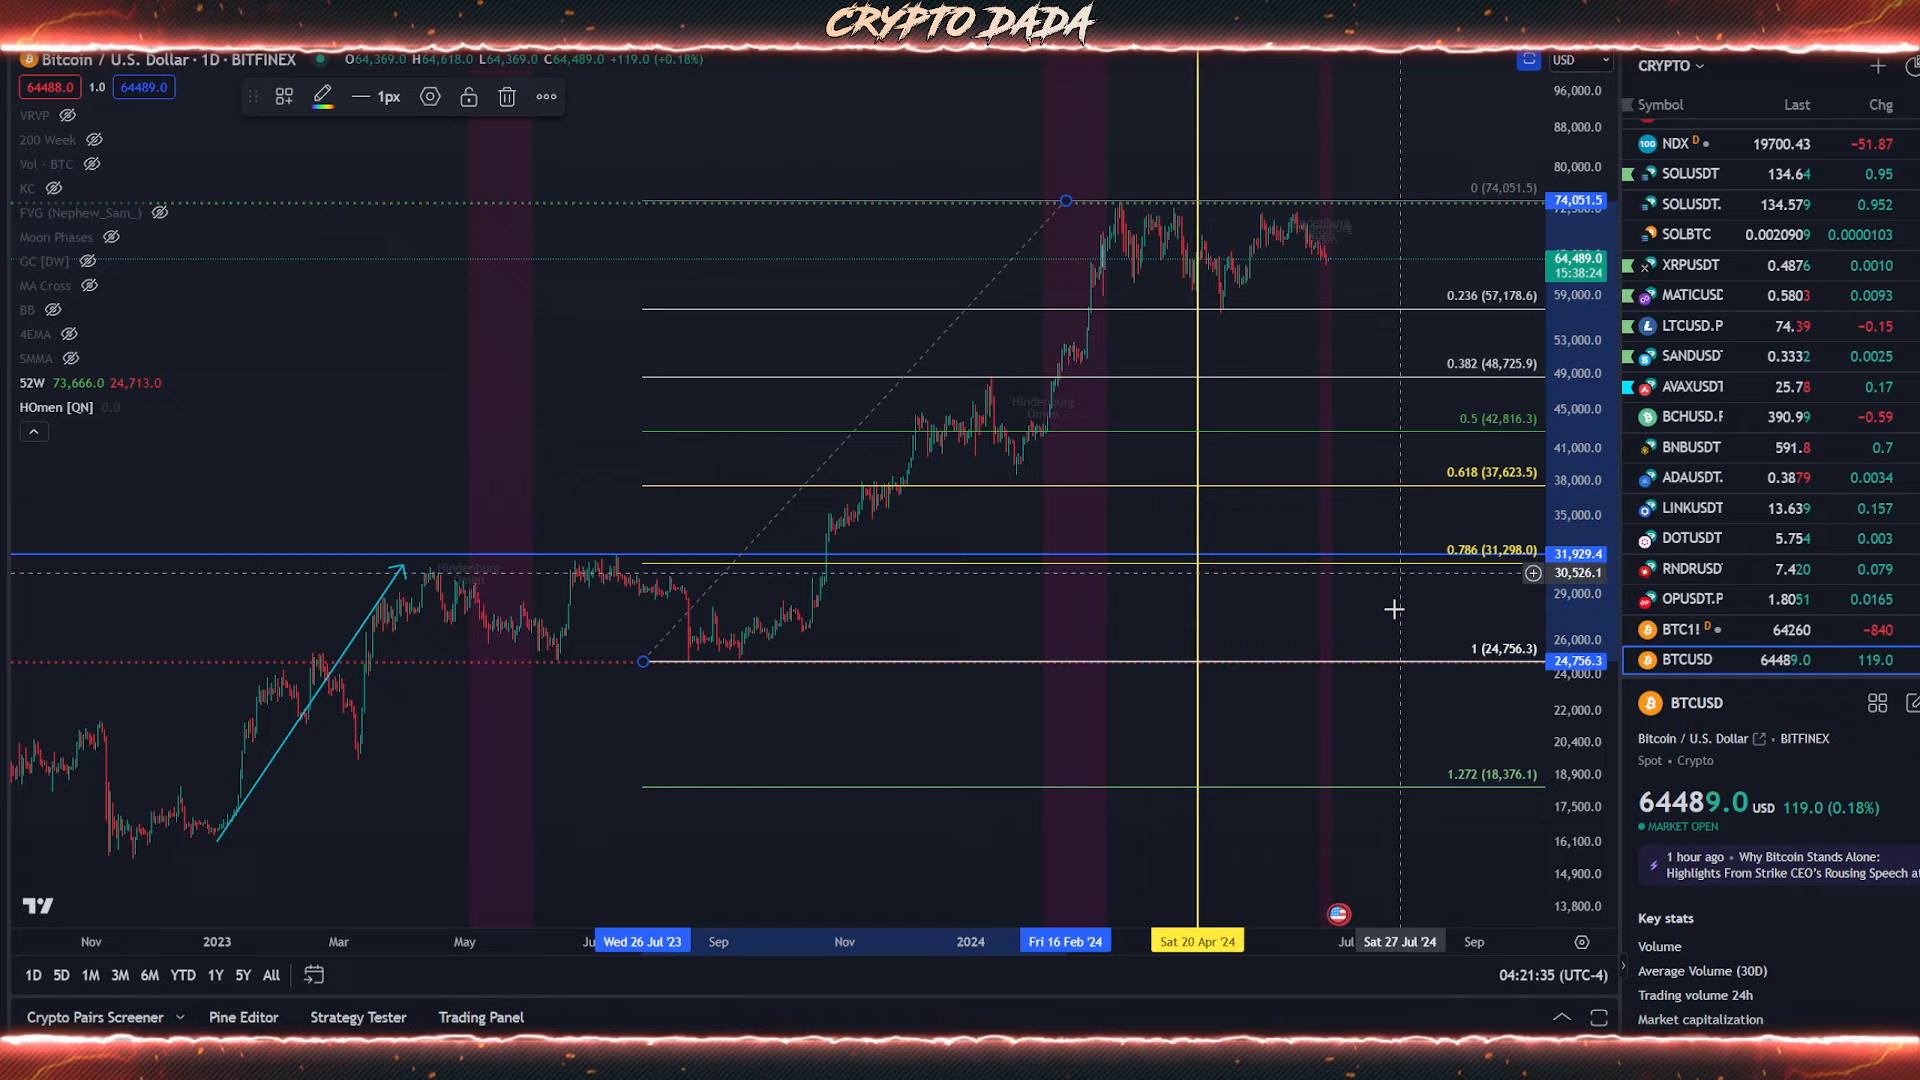 CRYPTO DADA
Bitcoin / U.S. Dollar · 1D · BITFINEX
O64,369.0 H64,618.0 L64,369.0 C64,489.0 +119.0 (+0.18%)
64488.0 1.0 64489.0
1px
VRVP
200 Week
Vol · BTC
KC
FVG (Nephew_Sam_)
Moon Phases
GC [DW]
MA Cross
BB
4EMA
SMMA
52W 73,666.0 24,713.0
HOmen [QN] 0.0
Hindenburg
Omen
Hindenburg
Omen
0 (74,051.5)
0.236 (57,178.6)
0.382 (48,725.9)
0.5 (42,816.3)
0.618 (37,623.5)
0.786 (31,298.0)
1 (24,756.3)
1.272 (18,376.1)
USD
96,000.0
88,000.0
80,000.0
74,051.5
64,489.0
15:38:24
59,000.0
53,000.0
49,000.0
45,000.0
41,000.0
38,000.0
35,000.0
31,929.4
30,526.1
29,000.0
26,000.0
24,756.3
24,000.0
22,000.0
20,400.0
18,900.0
17,500.0
16,100.0
14,900.0
13,800.0
Nov 2023 Mar May Ju Wed 26 Jul '23 Sep Nov 2024 Fri 16 Feb '24 Sat 20 Apr '24 Jul Sat 27 Jul '24 Sep
1D 5D 1M 3M 6M YTD 1Y 5Y All
04:21:35 (UTC-4)
Crypto Pairs Screener Pine Editor Strategy Tester Trading Panel
CRYPTO
Symbol Last Chg
NDX D 19700.43 −51.87
SOLUSDT 134.64 0.95
SOLUSDT. 134.579 0.952
SOLBTC 0.0020909 0.0000103
XRPUSDT 0.4876 0.0010
MATICUSD 0.5803 0.0093
LTCUSD.P 74.39 −0.15
SANDUSDT 0.3332 0.0025
AVAXUSDT 25.78 0.17
BCHUSD.F 390.99 −0.59
BNBUSDT 591.8 0.7
ADAUSDT. 0.3879 0.0034
LINKUSDT 13.639 0.157
DOTUSDT 5.754 0.003
RNDRUSD 7.420 0.079
OPUSDT.P 1.8051 0.0165
BTC1! D 64260 −840
BTCUSD 64489.0 119.0
BTCUSD
Bitcoin / U.S. Dollar · BITFINEX
Spot • Crypto
64489.0 USD 119.0 (0.18%)
MARKET OPEN
1 hour ago • Why Bitcoin Stands Alone:
Highlights From Strike CEO's Rousing Speech a
Key stats
Volume
Average Volume (30D)
Trading volume 24h
Market capitalization